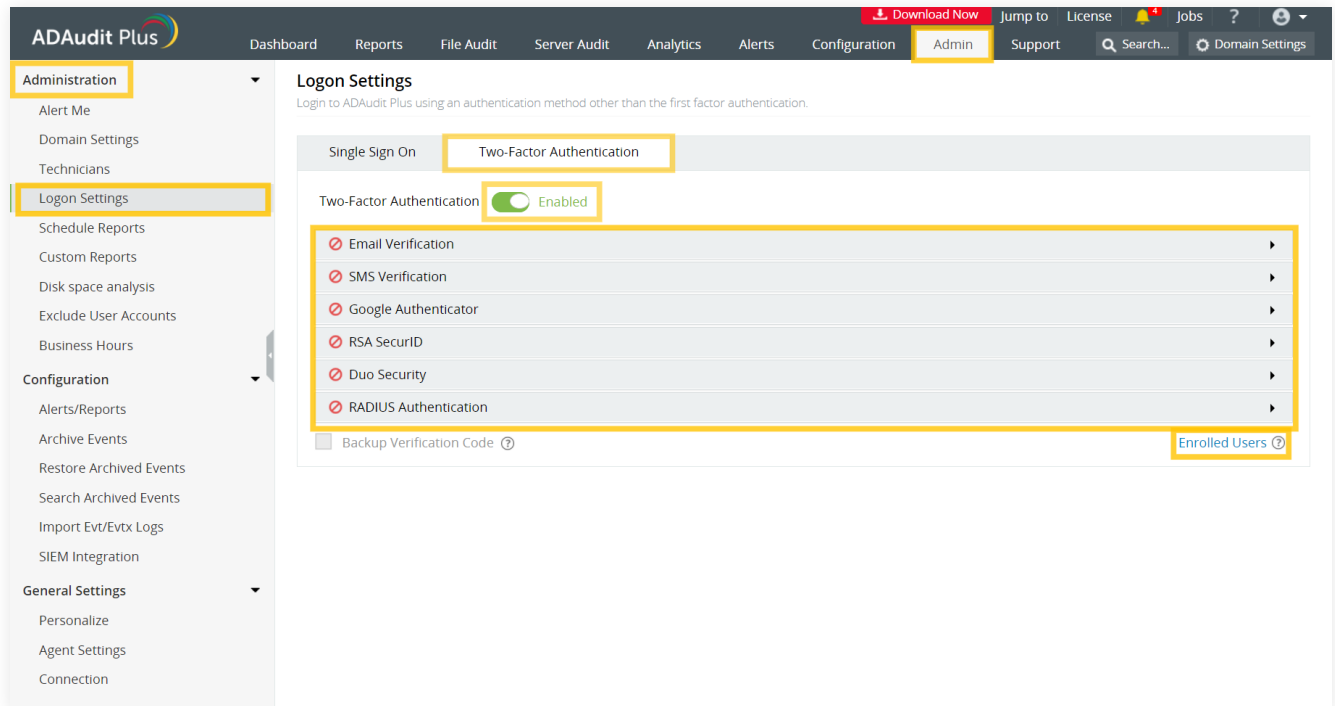 Download Now Jump to License 4 Jobs ?
ADAudit Plus
Dashboard Reports File Audit Server Audit Analytics Alerts Configuration Admin Support Search... Domain Settings
Administration
Alert Me
Domain Settings
Technicians
Logon Settings
Schedule Reports
Custom Reports
Disk space analysis
Exclude User Accounts
Business Hours
Configuration
Alerts/Reports
Archive Events
Restore Archived Events
Search Archived Events
Import Evt/Evtx Logs
SIEM Integration
General Settings
Personalize
Agent Settings
Connection
Logon Settings
Login to ADAudit Plus using an authentication method other than the first factor authentication.
Single Sign On Two-Factor Authentication
Two-Factor Authentication Enabled
Email Verification
SMS Verification
Google Authenticator
RSA SecurID
Duo Security
RADIUS Authentication
Backup Verification Code ? Enrolled Users ?